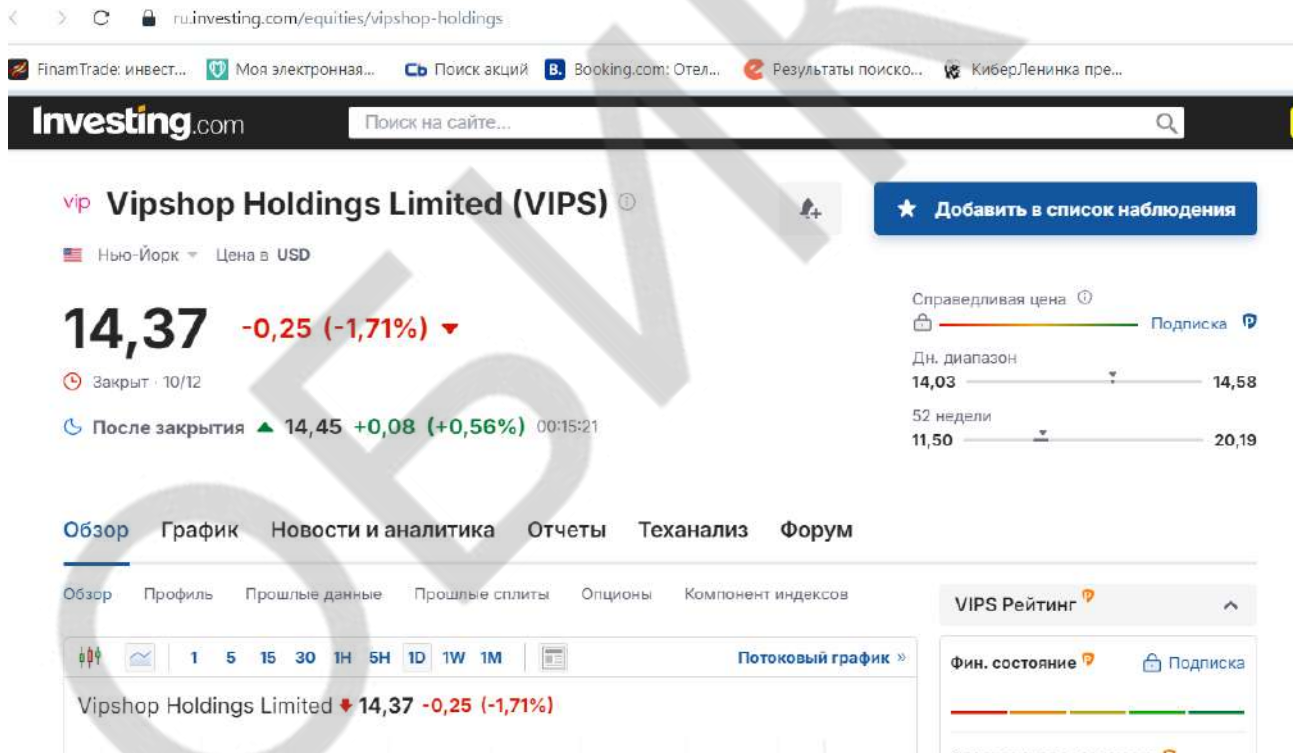 ru.investing.com/equities/vipshop-holdings
FinamTrade: инвест... Моя электронная... Сь Поиск акций B. Booking.com: Отел... Результаты поиско... КиберЛенинка пре...
Investing.com Поиск на сайте...
vip Vipshop Holdings Limited (VIPS)
Добавить в список наблюдения
Нью-Йорк Цена в USD
14,37 -0,25 (-1,71%)
Закрыт · 10/12
После закрытия 14,45 +0,08 (+0,56%) 00:15:21
Справедливая цена
Подписка
Дн. диапазон
14,03 14,58
52 недели
11,50 20,19
Обзор График Новости и аналитика Отчеты Теханализ Форум
Обзор Профиль Прошлые данные Прошлые сплиты Опционы Компонент индексов
1 5 15 30 1H 5H 1D 1W 1M Потоковый график »
Vipshop Holdings Limited 14,37 -0,25 (-1,71%)
VIPS Рейтинг
Фин. состояние Подписка